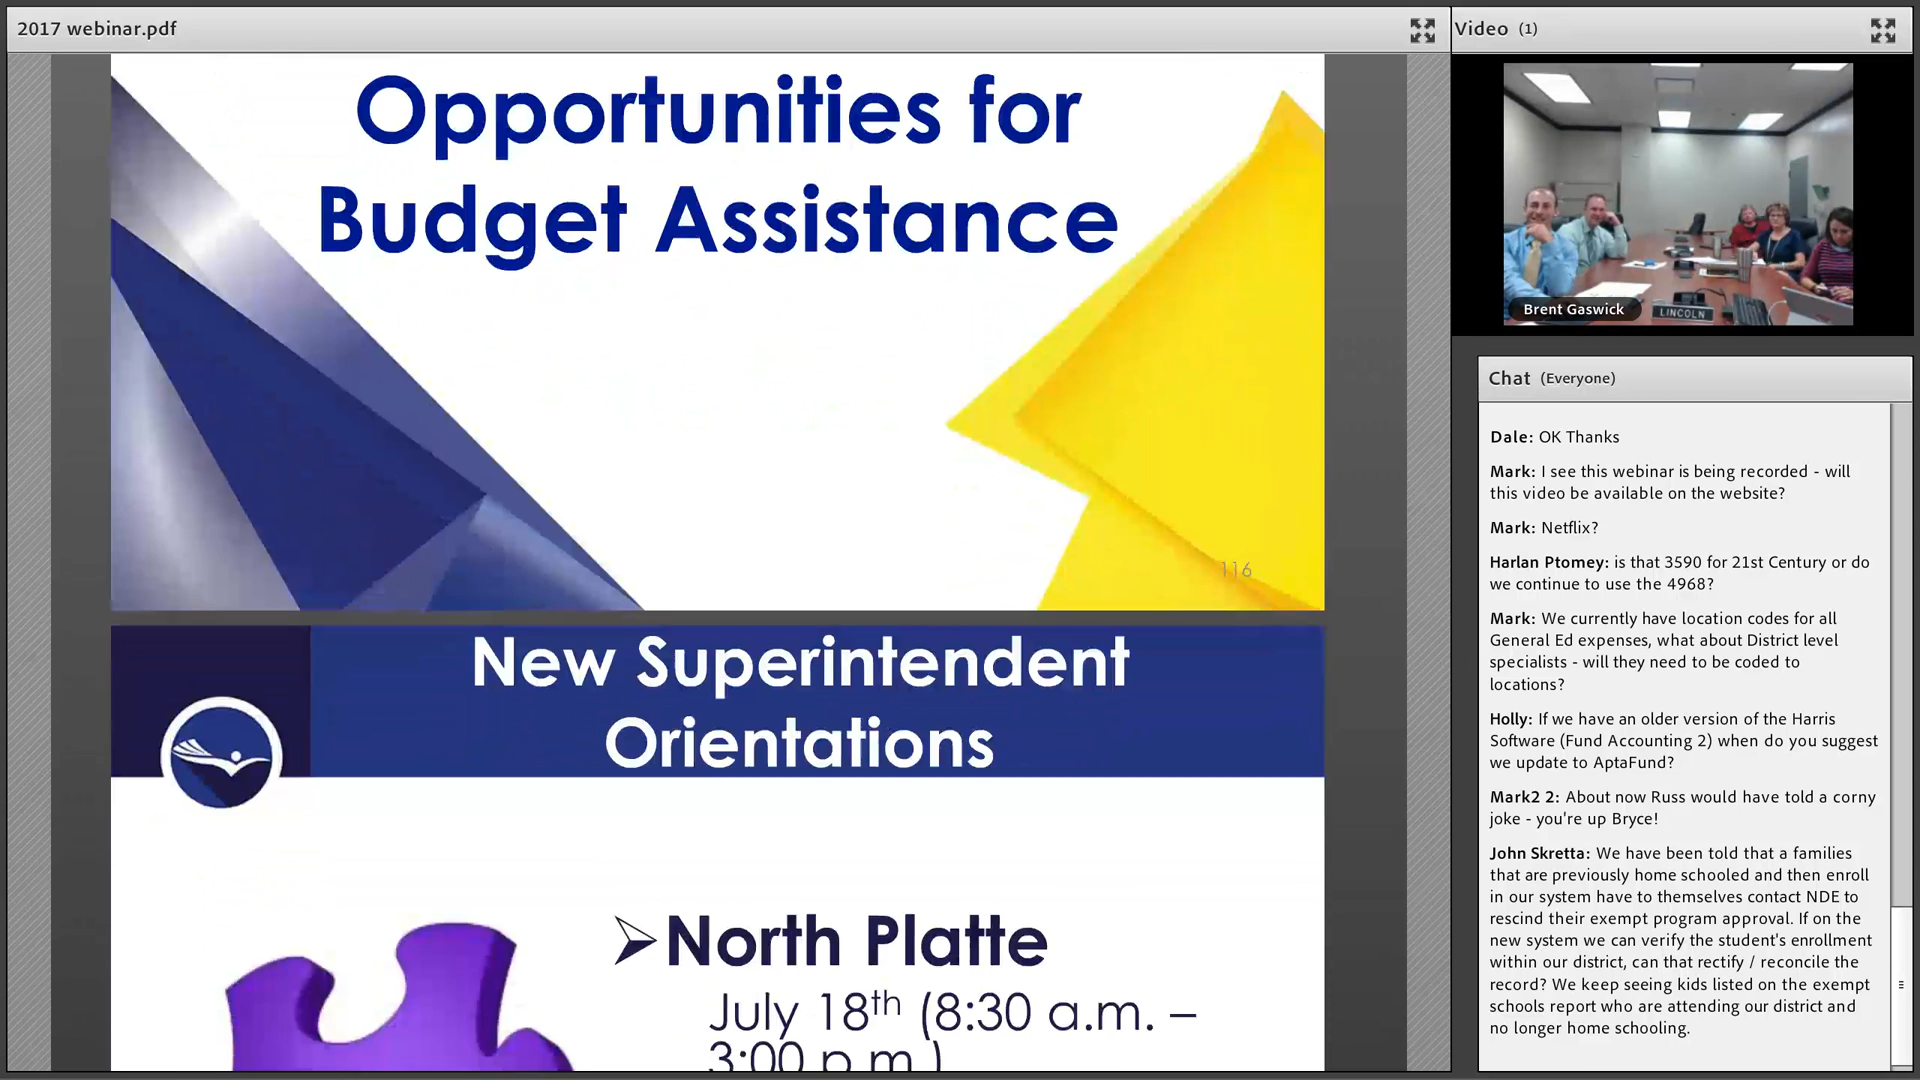 2017 webinar.pdf
Opportunities for
Budget Assistance
116
New Superintendent
Orientations
➢North Platte
July 18th (8:30 a.m. –
3:00 p.m.)
Video (1)
Brent Gaswick
LINCOLN
Chat (Everyone)
Dale: OK Thanks
Mark: I see this webinar is being recorded - will
this video be available on the website?
Mark: Netflix?
Harlan Ptomey: is that 3590 for 21st Century or do
we continue to use the 4968?
Mark: We currently have location codes for all
General Ed expenses, what about District level
specialists - will they need to be coded to
locations?
Holly: If we have an older version of the Harris
Software (Fund Accounting 2) when do you suggest
we update to AptaFund?
Mark2 2: About now Russ would have told a corny
joke - you're up Bryce!
John Skretta: We have been told that a families
that are previously home schooled and then enroll
in our system have to themselves contact NDE to
rescind their exempt program approval. If on the
new system we can verify the student's enrollment
within our district, can that rectify / reconcile the
record? We keep seeing kids listed on the exempt
schools report who are attending our district and
no longer home schooling.